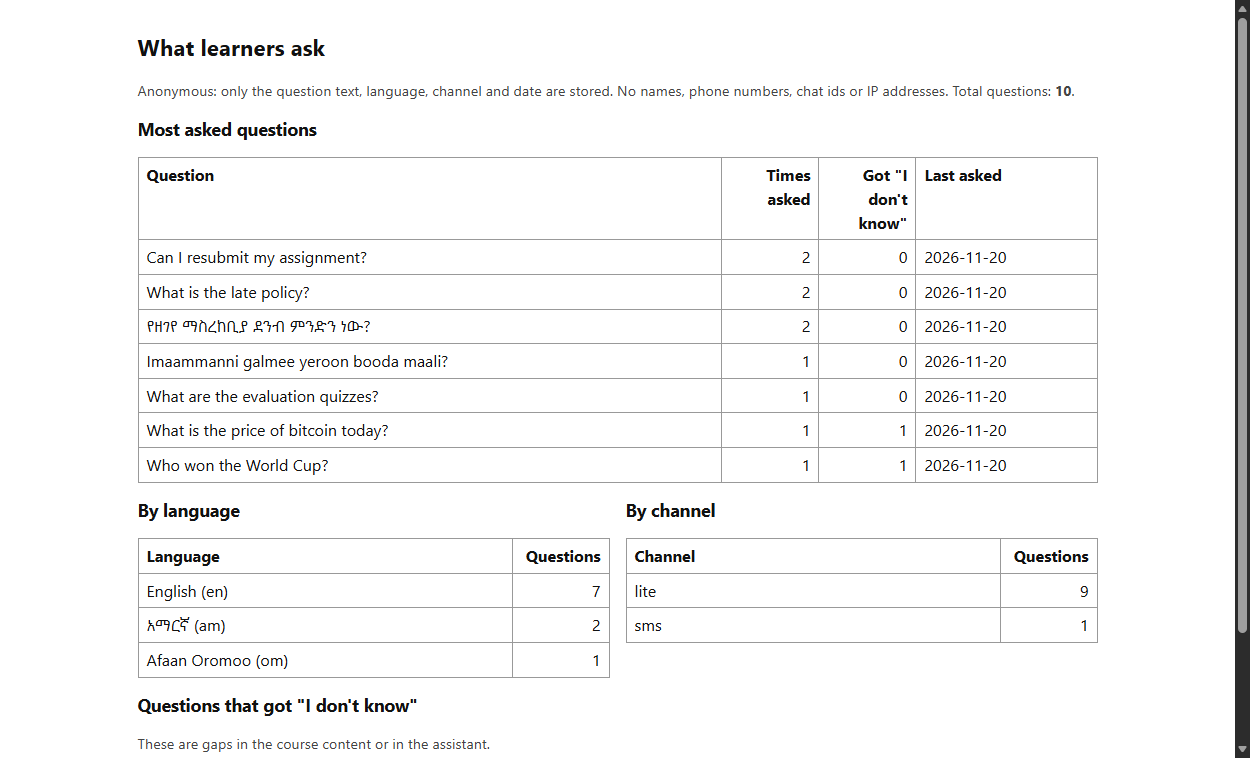 What learners ask
Anonymous: only the question text, language, channel and date are stored. No names, phone numbers, chat ids or IP addresses. Total questions: 10.
Most asked questions
Question Times asked Got "I don't know" Last asked
Can I resubmit my assignment? 2 0 2026-11-20
What is the late policy? 2 0 2026-11-20
የዘገየ ማስረከቢያ ደንብ ምንድን ነው? 2 0 2026-11-20
Imaammanni galmee yeroon booda maali? 1 0 2026-11-20
What are the evaluation quizzes? 1 0 2026-11-20
What is the price of bitcoin today? 1 1 2026-11-20
Who won the World Cup? 1 1 2026-11-20
By language
Language Questions
English (en) 7
አማርኛ (am) 2
Afaan Oromoo (om) 1
By channel
Channel Questions
lite 9
sms 1
Questions that got "I don't know"
These are gaps in the course content or in the assistant.